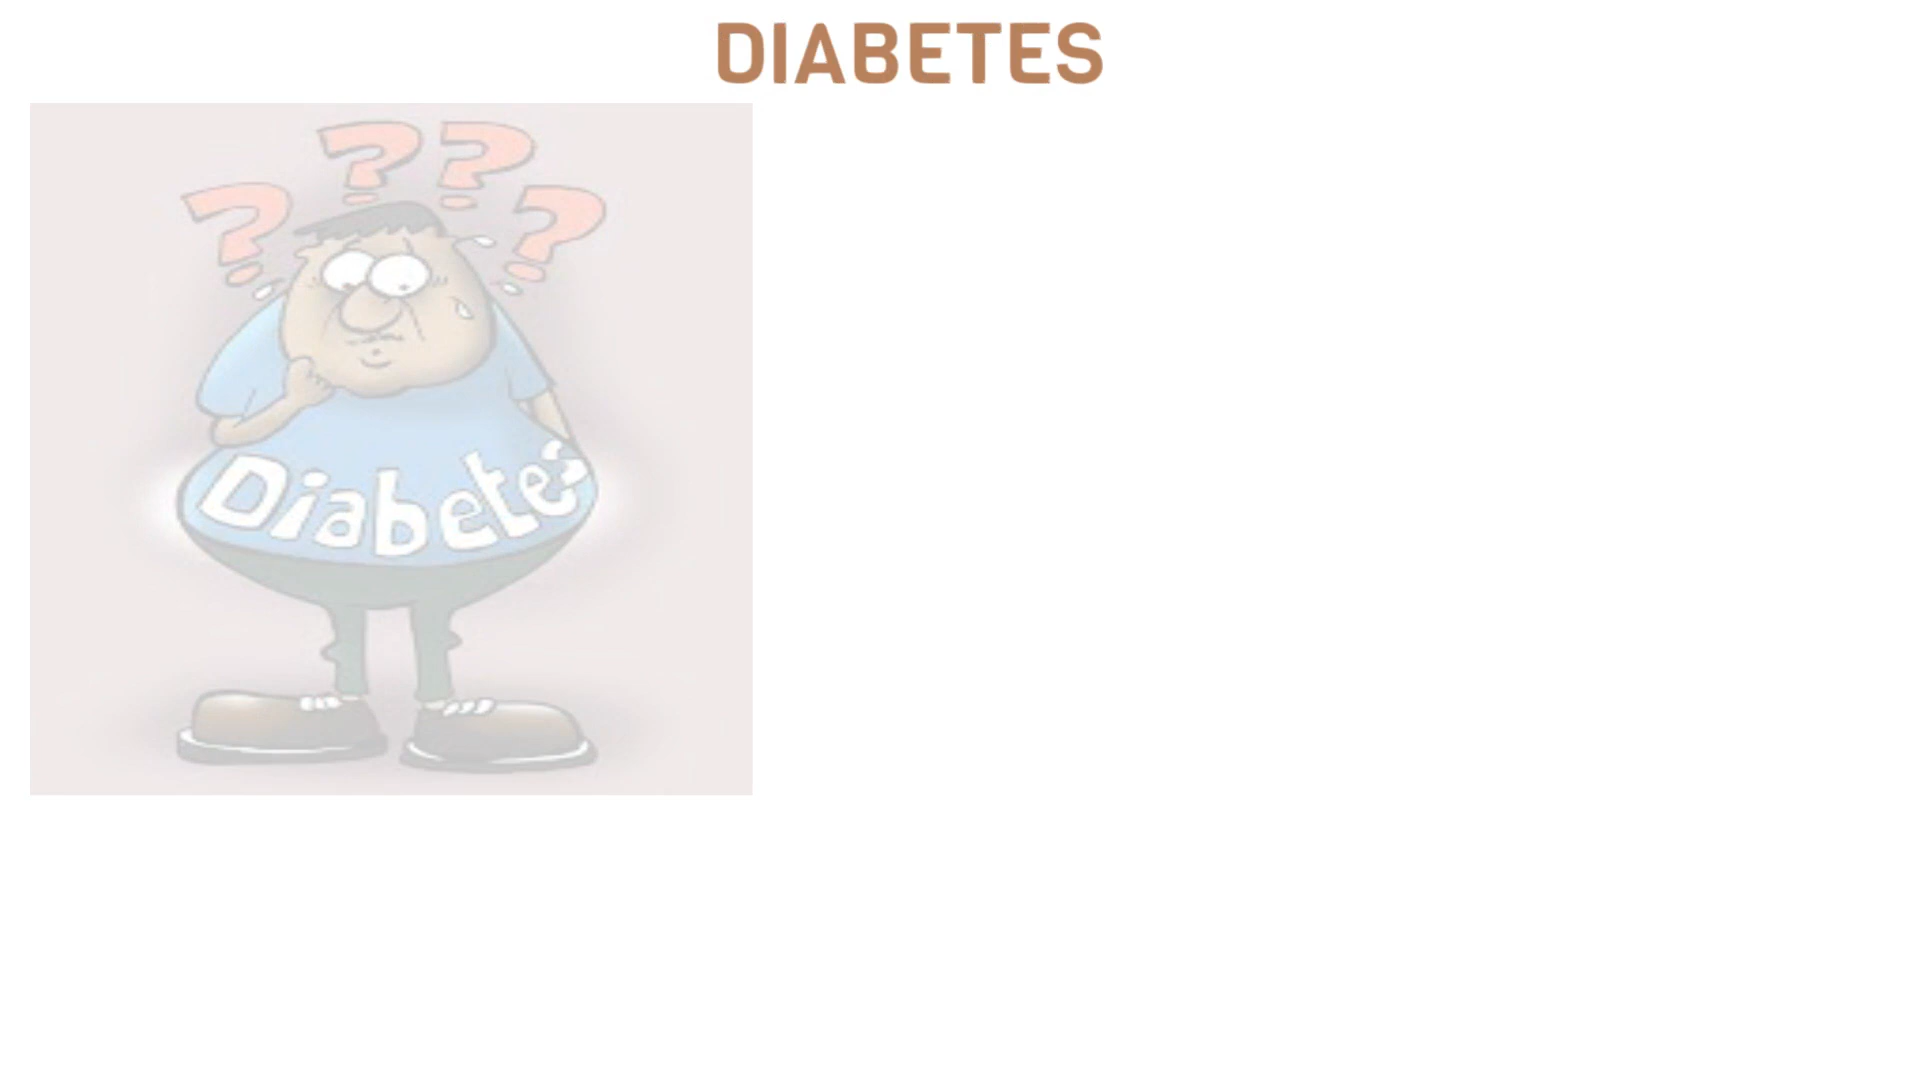 DIABETES
? ? ? ?
Diabetes